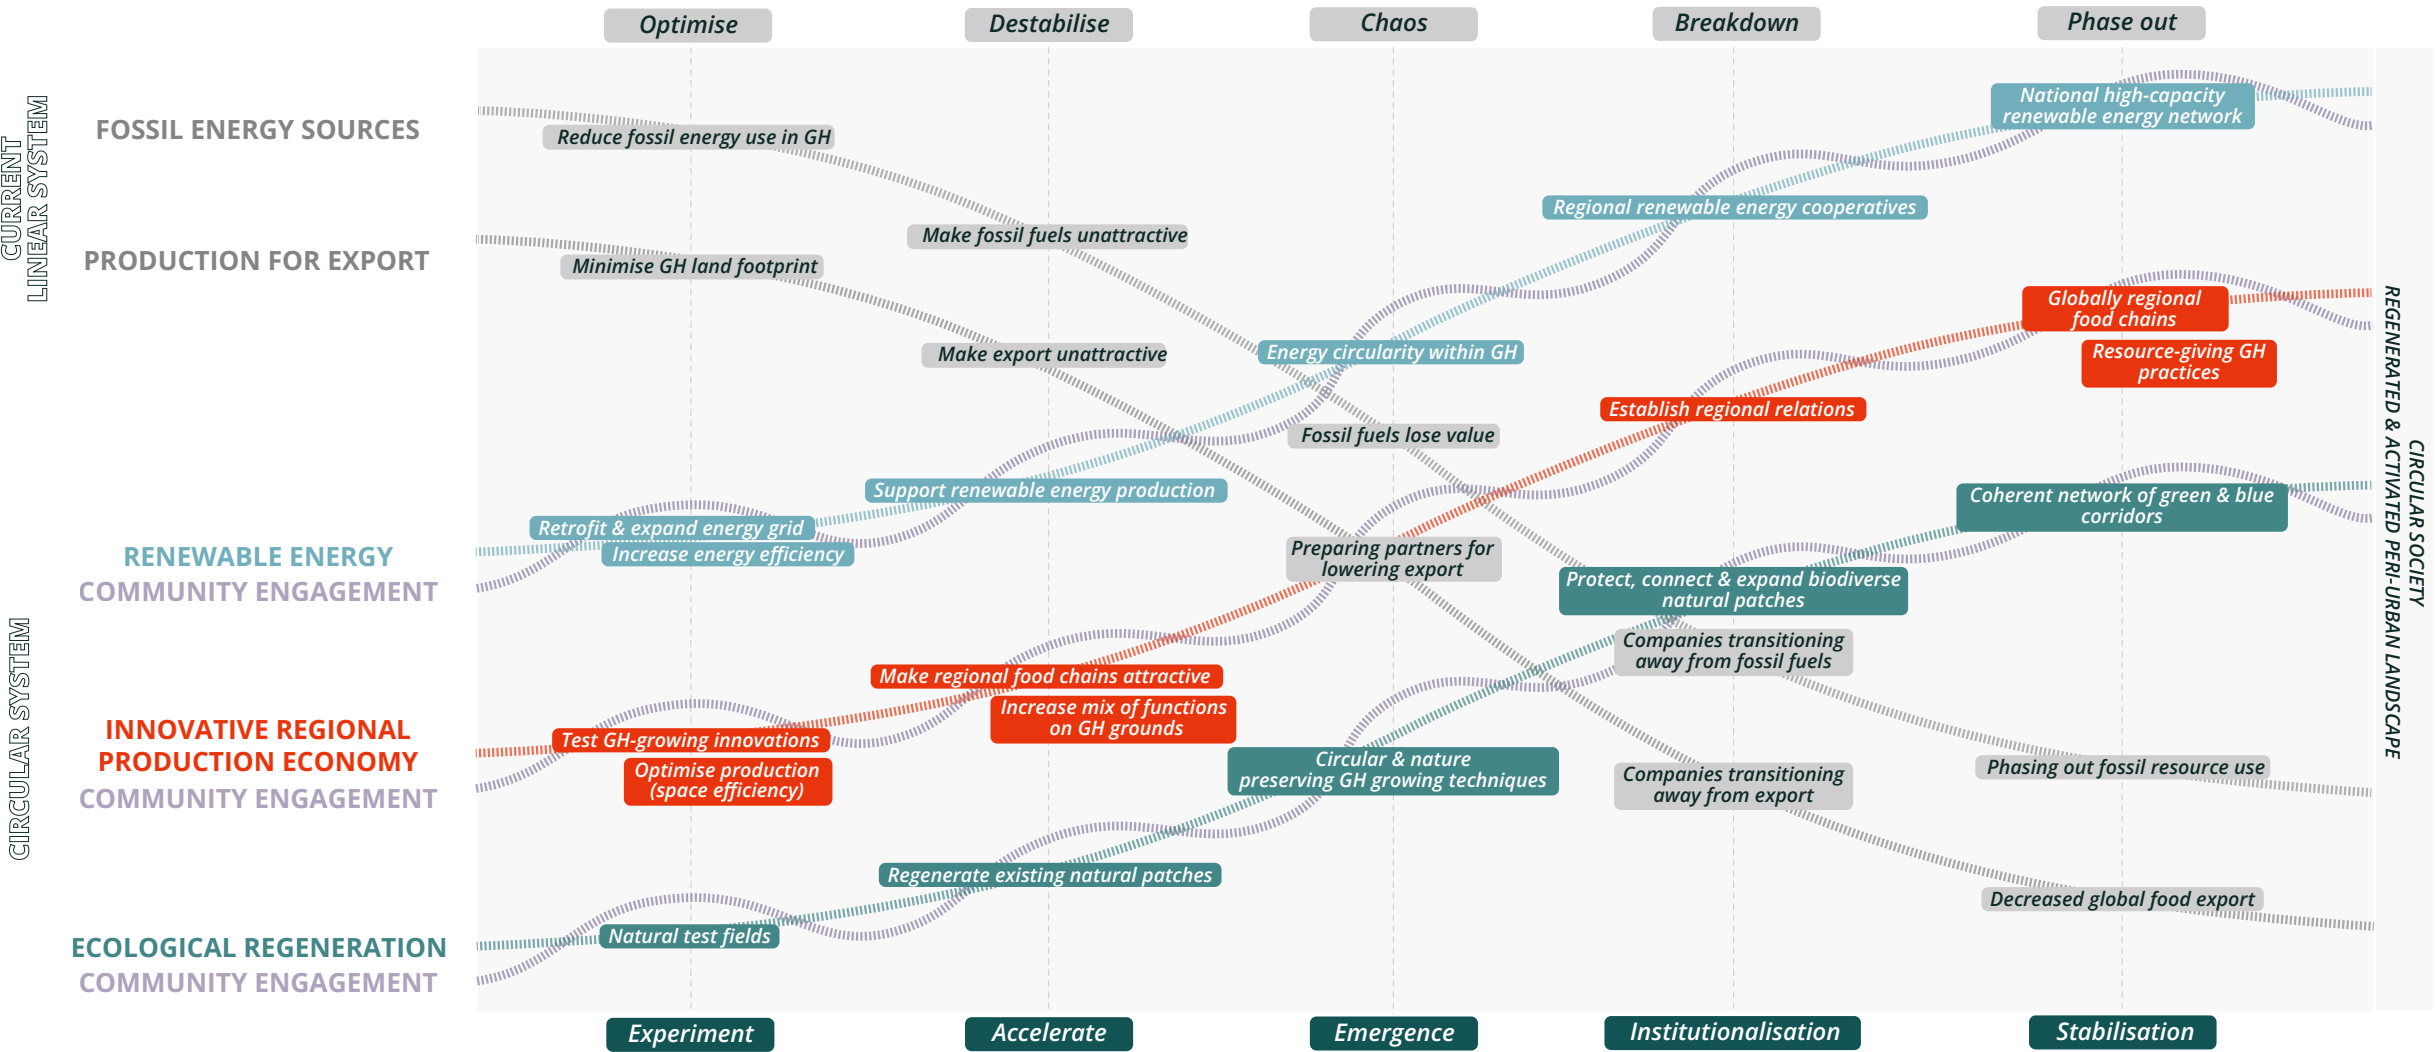 Optimise
Destabilise
Chaos
Breakdown
Phase out
CURRENT
LINEAR SYSTEM
FOSSIL ENERGY SOURCES
PRODUCTION FOR EXPORT
CIRCULAR SYSTEM
RENEWABLE ENERGY
COMMUNITY ENGAGEMENT
INNOVATIVE REGIONAL
PRODUCTION ECONOMY
COMMUNITY ENGAGEMENT
ECOLOGICAL REGENERATION
COMMUNITY ENGAGEMENT
Reduce fossil energy use in GH
Minimise GH land footprint
Retrofit & expand energy grid
Increase energy efficiency
Test GH-growing innovations
Optimise production
(space efficiency)
Natural test fields
Make fossil fuels unattractive
Make export unattractive
Support renewable energy production
Make regional food chains attractive
Increase mix of functions
on GH grounds
Regenerate existing natural patches
Energy circularity within GH
Fossil fuels lose value
Preparing partners for
lowering export
Circular & nature
preserving GH growing techniques
Regional renewable energy cooperatives
Establish regional relations
Protect, connect & expand biodiverse
natural patches
Companies transitioning
away from fossil fuels
Companies transitioning
away from export
National high-capacity
renewable energy network
Globally regional
food chains
Resource-giving GH
practices
Coherent network of green & blue
corridors
Phasing out fossil resource use
Decreased global food export
CIRCULAR SOCIETY
REGENERATED & ACTIVATED PERI-URBAN LANDSCAPE
Experiment
Accelerate
Emergence
Institutionalisation
Stabilisation